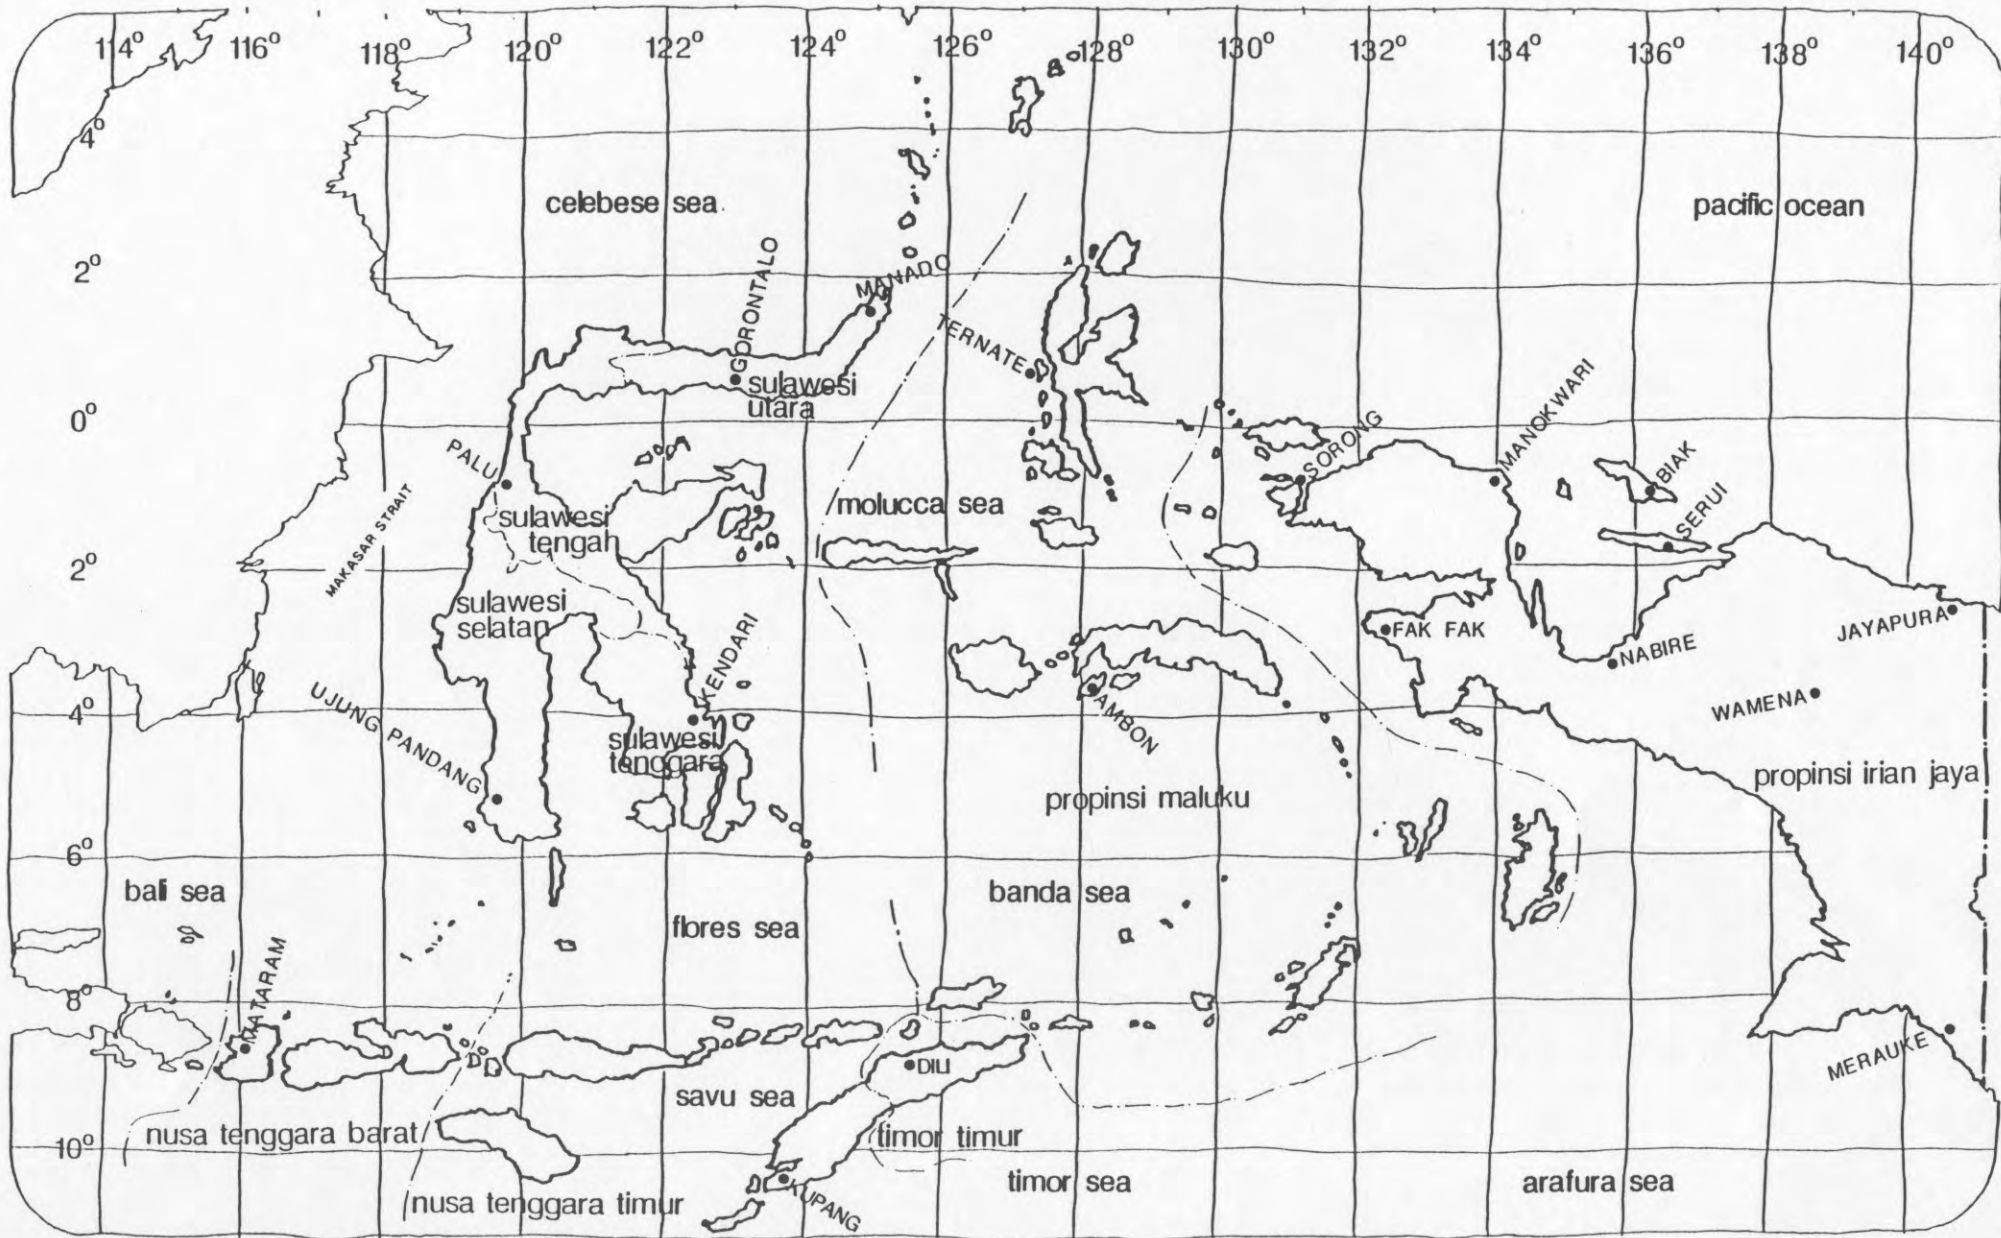 114° 116° 118° 120° 122° 124° 126° 128° 130° 132° 134° 136° 138° 140°
4°
celebese sea
pacific ocean
2°
GORONTALO
MANADO
TERNATE
sulawesi
utara
0°
PALU
SORONG
MANOKWARI
BIAK
SERUI
MAKASAR STRAIT
molucca sea
sulawesi
tengah
2°
sulawesi
selatan
JAYAPURA
FAK FAK
NABIRE
KENDARI
UJUNG PANDANG
4°
AMBON
WAMENA
sulawesi
tenggara
propinsi maluku
propinsi irian jaya
6°
bali sea
banda sea
flores sea
MATARAM
8°
DILI
MERAUKE
savu sea
nusa tenggara barat
timor timur
10°
KUPANG
nusa tenggara timur
timor sea
arafura sea